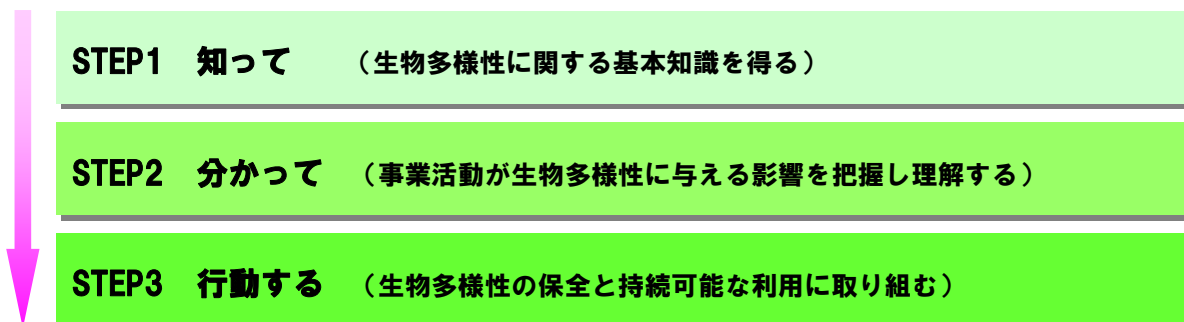 STEP1　知って　　（生物多様性に関する基本知識を得る）
STEP2　分かって　（事業活動が生物多様性に与える影響を把握し理解する）
STEP3　行動する　（生物多様性の保全と持続可能な利用に取り組む）